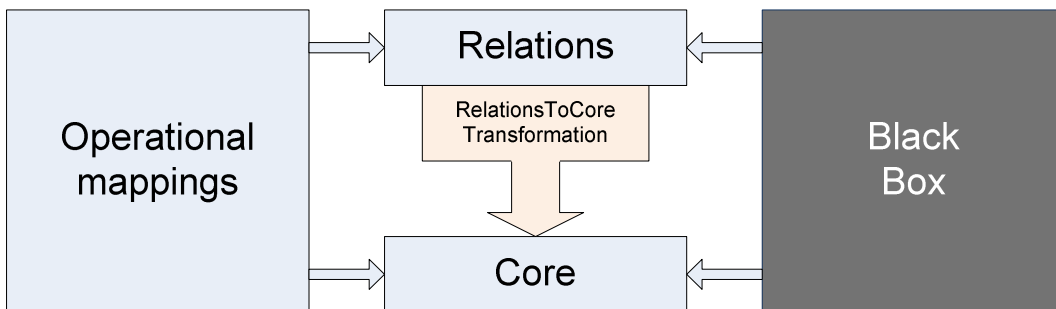 Operational
mappings
Relations
RelationsToCore
Transformation
Core
Black
Box